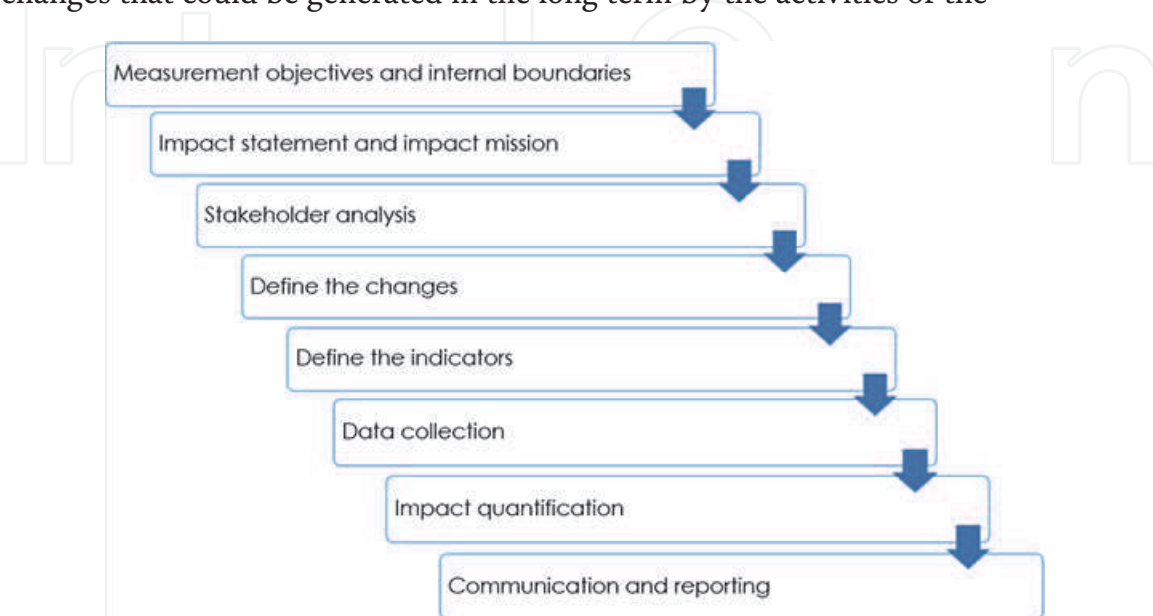 changes that could be generated in the long term by the activities of the
Measurement objectives and internal boundaries
Impact statement and impact mission
Stakeholder analysis
Define the changes
Define the indicators
Data collection
Impact quantification
Communication and reporting